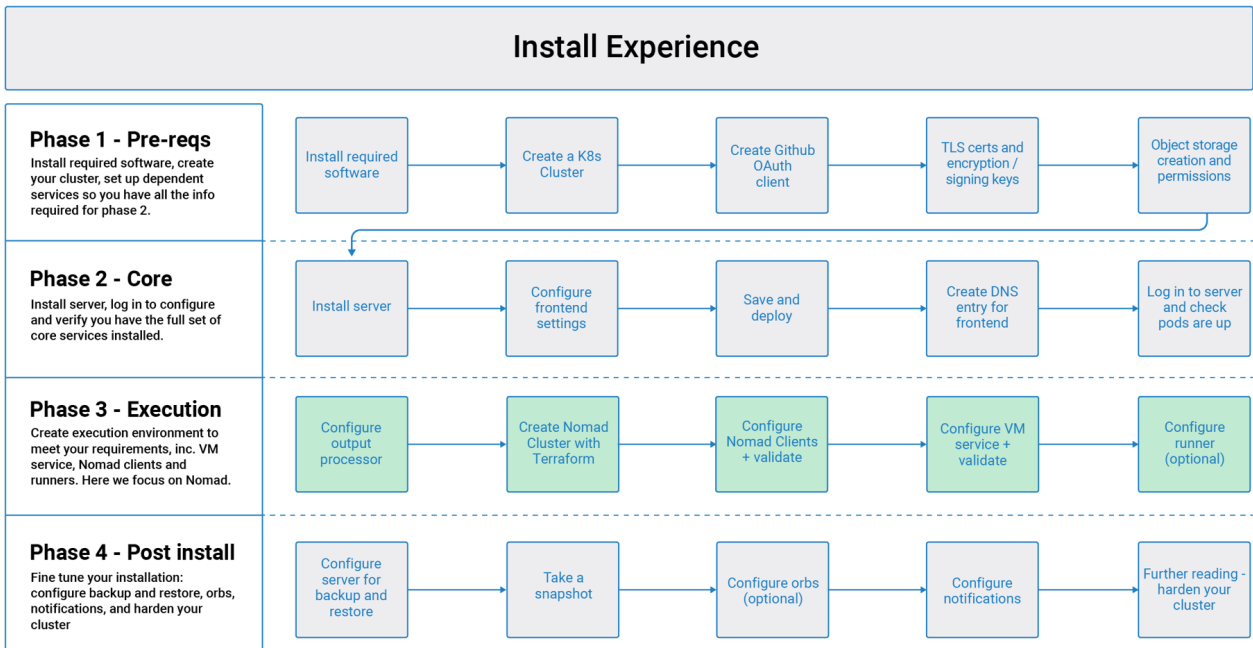 Install Experience
Phase 1 - Pre-reqs
Install required software, create
your cluster, set up dependent
services so you have all the info
required for phase 2.
Install required
software
Create a K8s
Cluster
Create Github
OAuth
client
TLS certs and
encryption /
signing keys
Object storage
creation and
permissions
Phase 2 - Core
Install server, log in to configure
and verify you have the full set of
core services installed.
Install server
Configure
frontend
settings
Save and
deploy
Create DNS
entry for
frontend
Log in to server
and check
pods are up
Phase 3 - Execution
Create execution environment to
meet your requirements, inc. VM
service, Nomad clients and
runners. Here we focus on Nomad.
Configure
output
processor
Create Nomad
Cluster with
Terraform
Configure
Nomad Clients
+ validate
Configure VM
service +
validate
Configure
runner
(optional)
Phase 4 - Post install
Fine tune your installation:
configure backup and restore, orbs,
notifications, and harden your
cluster
Configure
server for
backup and
restore
Take a
snapshot
Configure orbs
(optional)
Configure
notifications
Further reading -
harden your
cluster